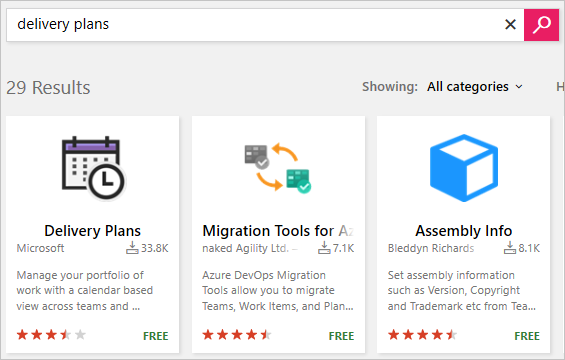 delivery plans
29 Results
Showing: All categories
Delivery Plans
Microsoft 33.8K
Manage your portfolio of
work with a calendar based
view across teams and ...
FREE
Migration Tools for Az
naked Agility Ltd. – 7.1K
Azure DevOps Migration
Tools allow you to migrate
Teams, Work Items, and Plan...
FREE
Assembly Info
Bleddyn Richards 8.1K
Set assembly information
such as Version, Copyright
and Trademark etc from Tea...
FREE